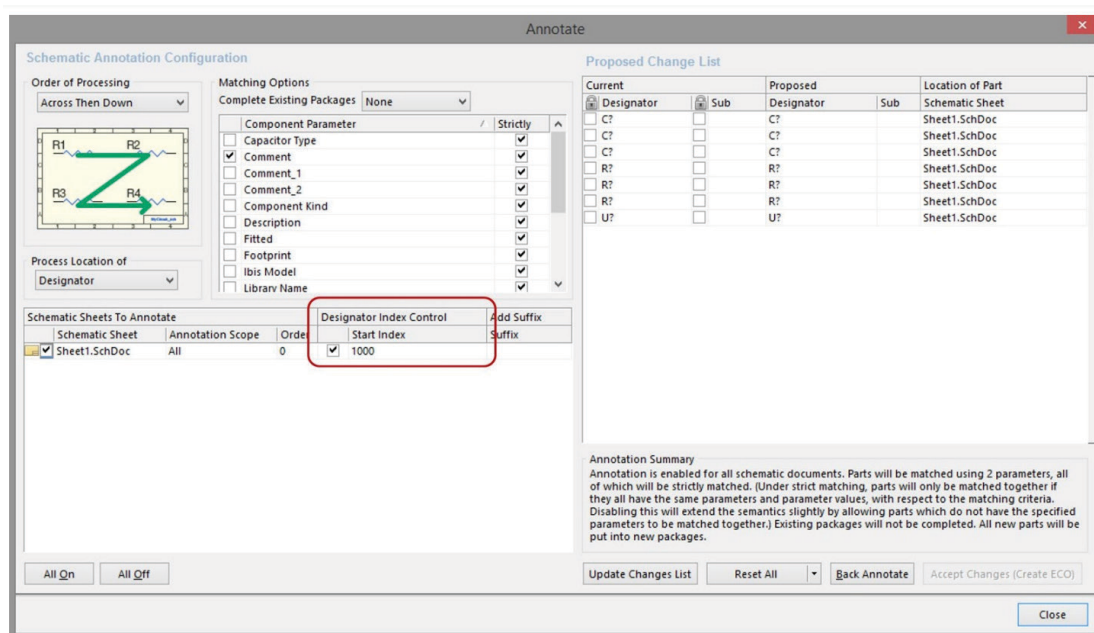 Annotate
Schematic Annotation Configuration
Order of Processing
Across Then Down
R1 R2
R3 R4
Process Location of
Designator
Matching Options
Complete Existing Packages None
Component Parameter / Strictly
Capacitor Type
Comment
Comment_1
Comment_2
Component Kind
Description
Fitted
Footprint
Ibis Model
Library Name
Schematic Sheets To Annotate Designator Index Control Add Suffix
Schematic Sheet Annotation Scope Order Start Index Suffix
Sheet1.SchDoc All 0 1000
All On All Off
Proposed Change List
Current Proposed Location of Part
Designator Sub Designator Sub Schematic Sheet
C? C? Sheet1.SchDoc
C? C? Sheet1.SchDoc
C? C? Sheet1.SchDoc
R? R? Sheet1.SchDoc
R? R? Sheet1.SchDoc
R? R? Sheet1.SchDoc
U? U? Sheet1.SchDoc
Annotation Summary
Annotation is enabled for all schematic documents. Parts will be matched using 2 parameters, all
of which will be strictly matched. (Under strict matching, parts will only be matched together if
they all have the same parameters and parameter values, with respect to the matching criteria.
Disabling this will extend the semantics slightly by allowing parts which do not have the specified
parameters to be matched together.) Existing packages will not be completed. All new parts will be
put into new packages.
Update Changes List Reset All Back Annotate Accept Changes (Create ECO)
Close